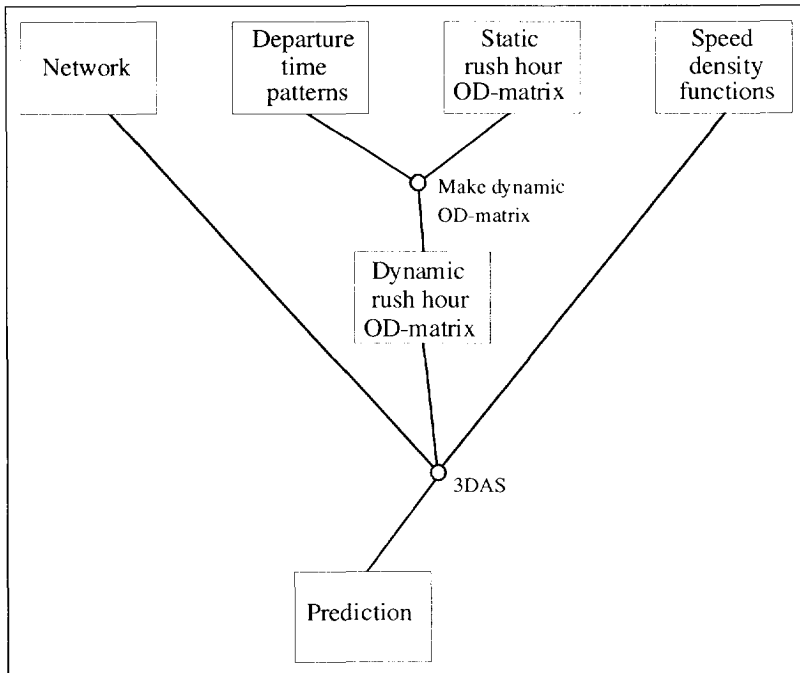 Network
Departure
time
patterns
Static
rush hour
OD-matrix
Speed
density
functions
Make dynamic
OD-matrix
Dynamic
rush hour
OD-matrix
3DAS
Prediction